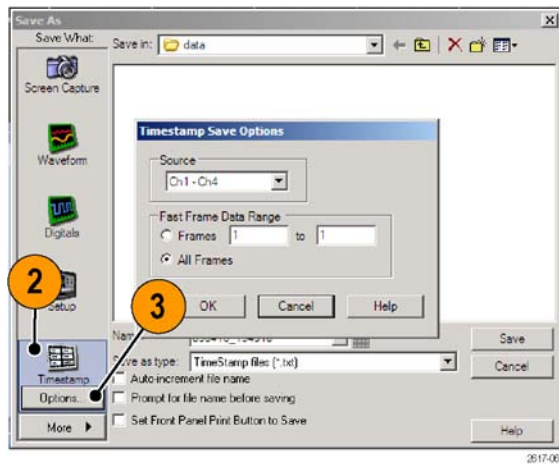 Save As
Save What:
Save in: data
Screen Capture
Waveform
Digitals
Setup
Timestamp
Options...
More
Timestamp Save Options
Source
Ch1 - Ch4
Fast Frame Data Range
Frames 1 to 1
All Frames
OK Cancel Help
2
3
Save as type: TimeStamp files (*.txt)
Auto-increment file name
Prompt for file name before saving
Set Front Panel Print Button to Save
Save
Cancel
Help